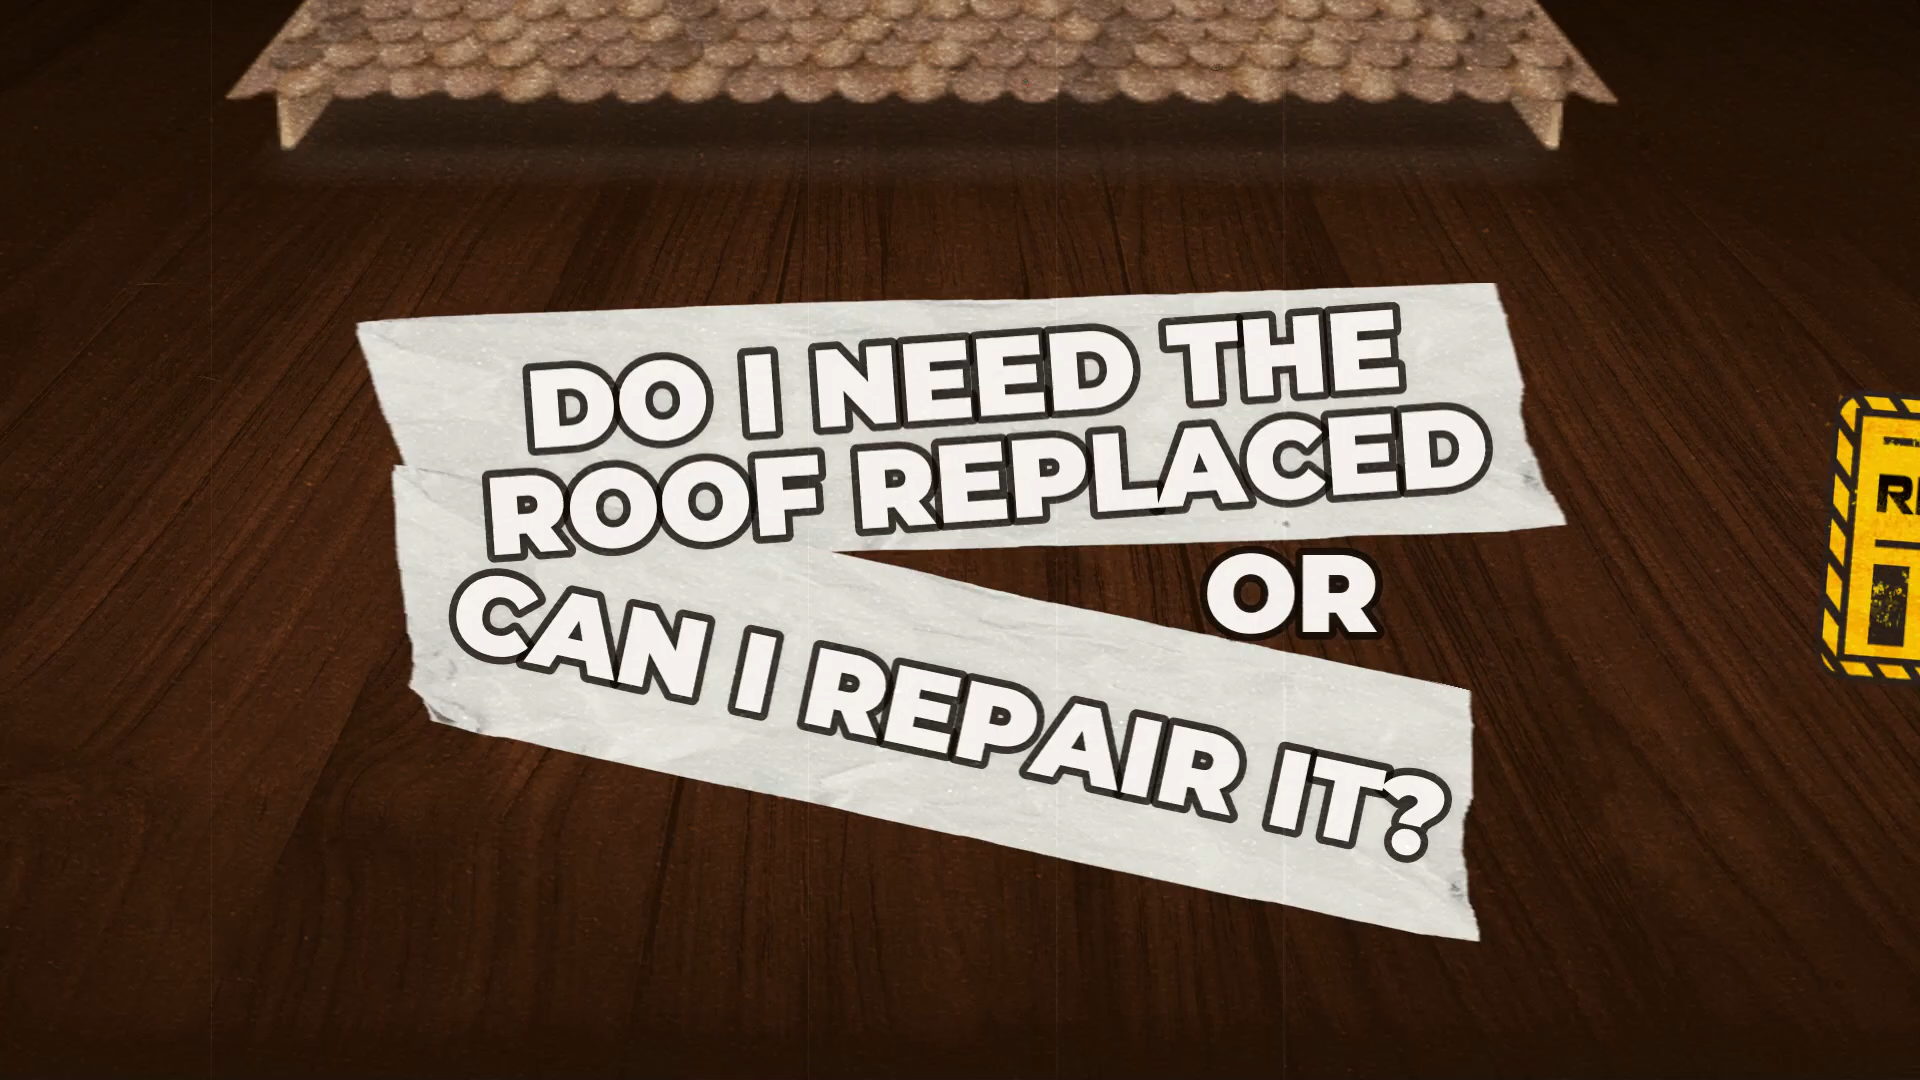 DO I NEED THE
ROOF REPLACED
OR
CAN I REPAIR IT?